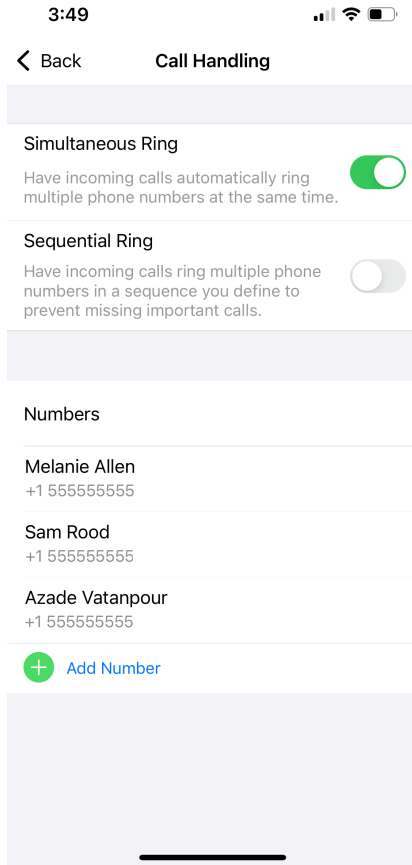 3:49
Back
Call Handling
Simultaneous Ring
Have incoming calls automatically ring
multiple phone numbers at the same time.
Sequential Ring
Have incoming calls ring multiple phone
numbers in a sequence you define to
prevent missing important calls.
Numbers
Melanie Allen
+1 555555555
Sam Rood
+1 555555555
Azade Vatanpour
+1 555555555
Add Number